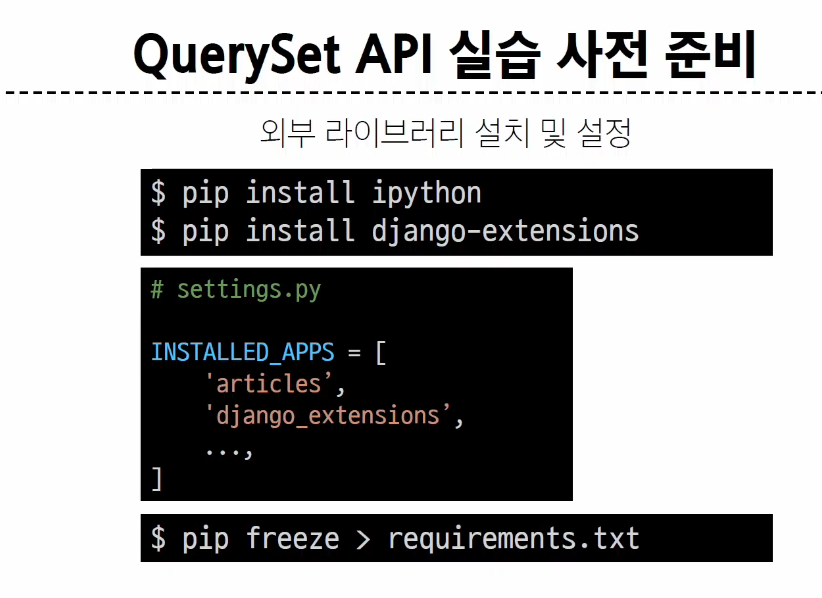 QuerySet API 실습 사전 준비
외부 라이브러리 설치 및 설정
$ pip install ipython
$ pip install django-extensions
# settings.py
INSTALLED_APPS = [
    'articles’,
    'django_extensions’,
    ...,
]
$ pip freeze > requirements.txt